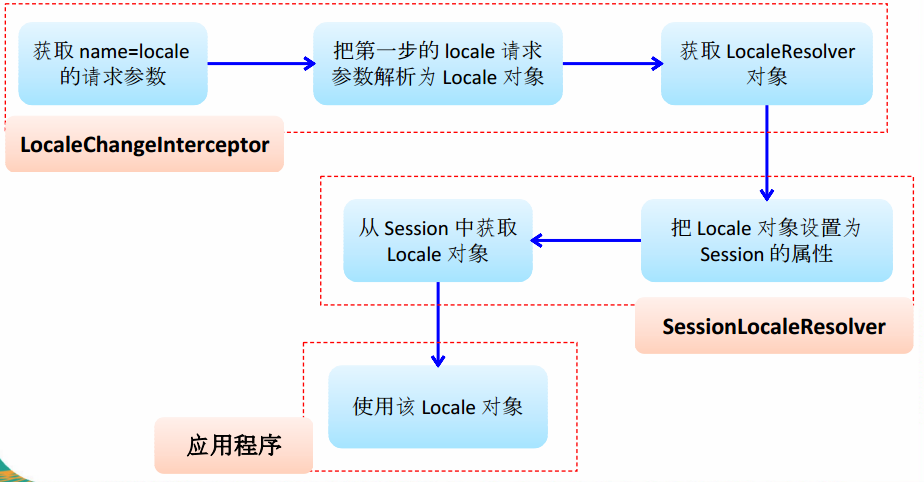 获取 name=locale
的请求参数
把第一步的 locale 请求
参数解析为 Locale 对象
获取 LocaleResolver
对象
LocaleChangeInterceptor
从 Session 中获取
Locale 对象
把 Locale 对象设置为
Session 的属性
SessionLocaleResolver
使用该 Locale 对象
应用程序